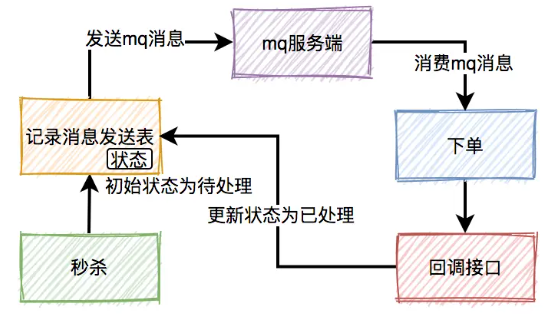 发送mq消息
mq服务端
消费mq消息
记录消息发送表
状态
下单
初始状态为待处理
更新状态为已处理
秒杀
回调接口